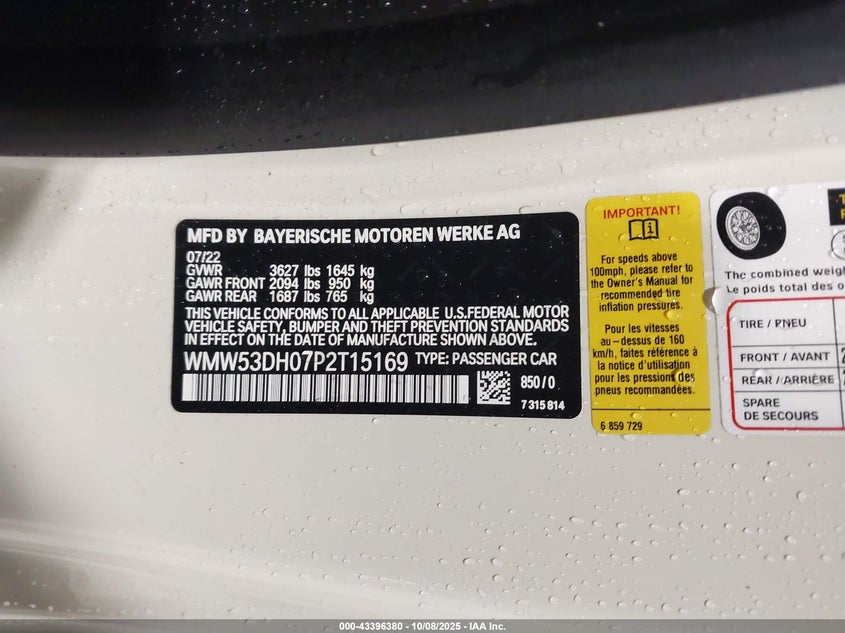 MFD BY BAYERISCHE MOTOREN WERKE AG
07/22
GVWR 3627 lbs 1645 kg
GAWR FRONT 2094 lbs 950 kg
GAWR REAR 1687 lbs 765 kg
THIS VEHICLE CONFORMS TO ALL APPLICABLE U.S.FEDERAL MOTOR
VEHICLE SAFETY, BUMPER AND THEFT PREVENTION STANDARDS
IN EFFECT ON THE DATE OF MANUFACTURE SHOWN ABOVE.
WMW53DH07P2T15169 TYPE: PASSENGER CAR
850/0
7 315 814
IMPORTANT!
For speeds above
100mph, please refer to
the Owner's Manual for
recommended tire
inflation pressures.
Pour les vitesses
au-dessus de 160
km/h, faites référence à
la notice d'utilisation
pour les pressions des
pneus recommandées.
6 859 729
The combined weig
Le poids total des o
TIRE / PNEU
FRONT / AVANT
REAR / ARRIÈRE
SPARE
DE SECOURS
000-43396380 - 10/08/2025 - IAA Inc.